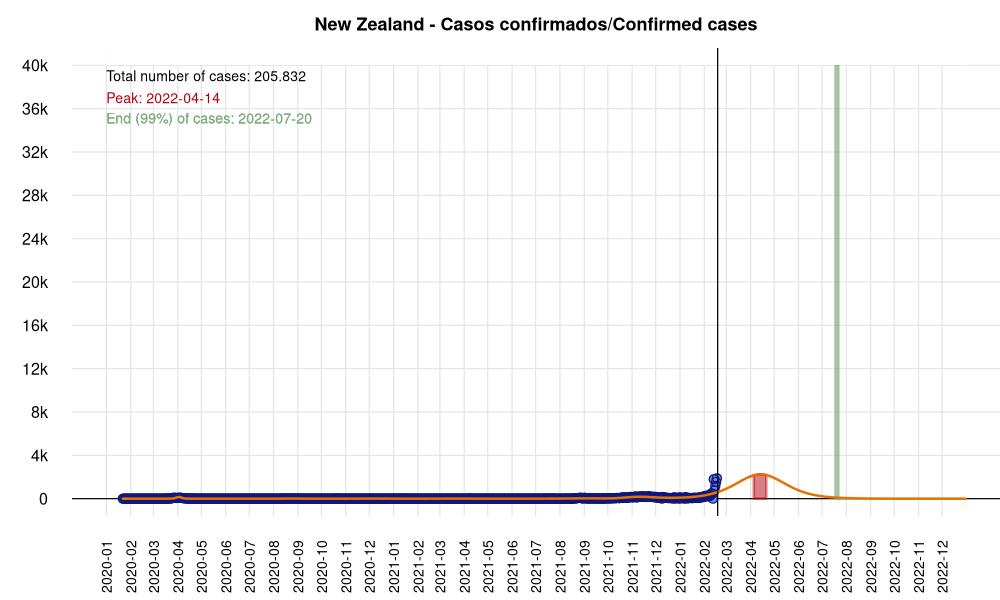 New Zealand - Casos confirmados/Confirmed cases
40k
36k
32k
28k
24k
20k
16k
12k
8k
4k
0
Total number of cases: 205.832
Peak: 2022-04-14
End (99%) of cases: 2022-07-20
2020-01
2020-02
2020-03
2020-04
2020-05
2020-06
2020-07
2020-08
2020-09
2020-10
2020-11
2020-12
2021-01
2021-02
2021-03
2021-04
2021-05
2021-06
2021-07
2021-08
2021-09
2021-10
2021-11
2021-12
2022-01
2022-02
2022-03
2022-04
2022-05
2022-06
2022-07
2022-08
2022-09
2022-10
2022-11
2022-12